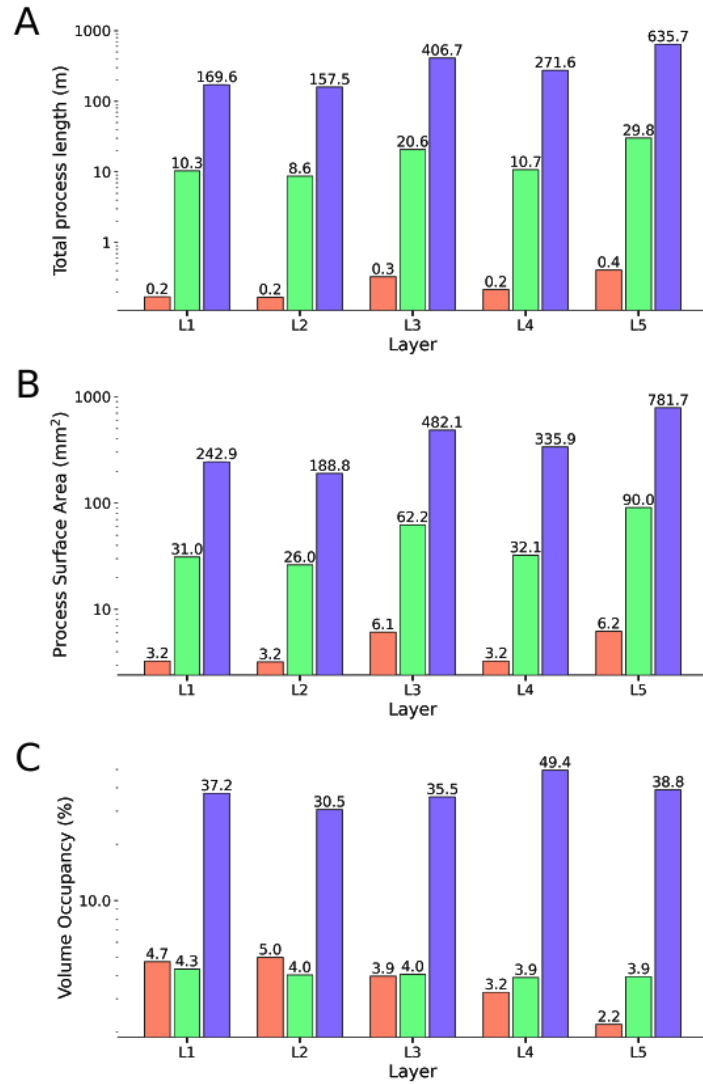 A
Total process length (m)
1000
100
10
1
0.2 10.3 169.6
0.2 8.6 157.5
0.3 20.6 406.7
0.2 10.7 271.6
0.4 29.8 635.7
L1 L2 L3 L4 L5
Layer
B
Process Surface Area (mm²)
1000
100
10
3.2 31.0 242.9
3.2 26.0 188.8
6.1 62.2 482.1
3.2 32.1 335.9
6.2 90.0 781.7
L1 L2 L3 L4 L5
Layer
C
Volume Occupancy (%)
10.0
4.7 4.3 37.2
5.0 4.0 30.5
3.9 4.0 35.5
3.2 3.9 49.4
2.2 3.9 38.8
L1 L2 L3 L4 L5
Layer